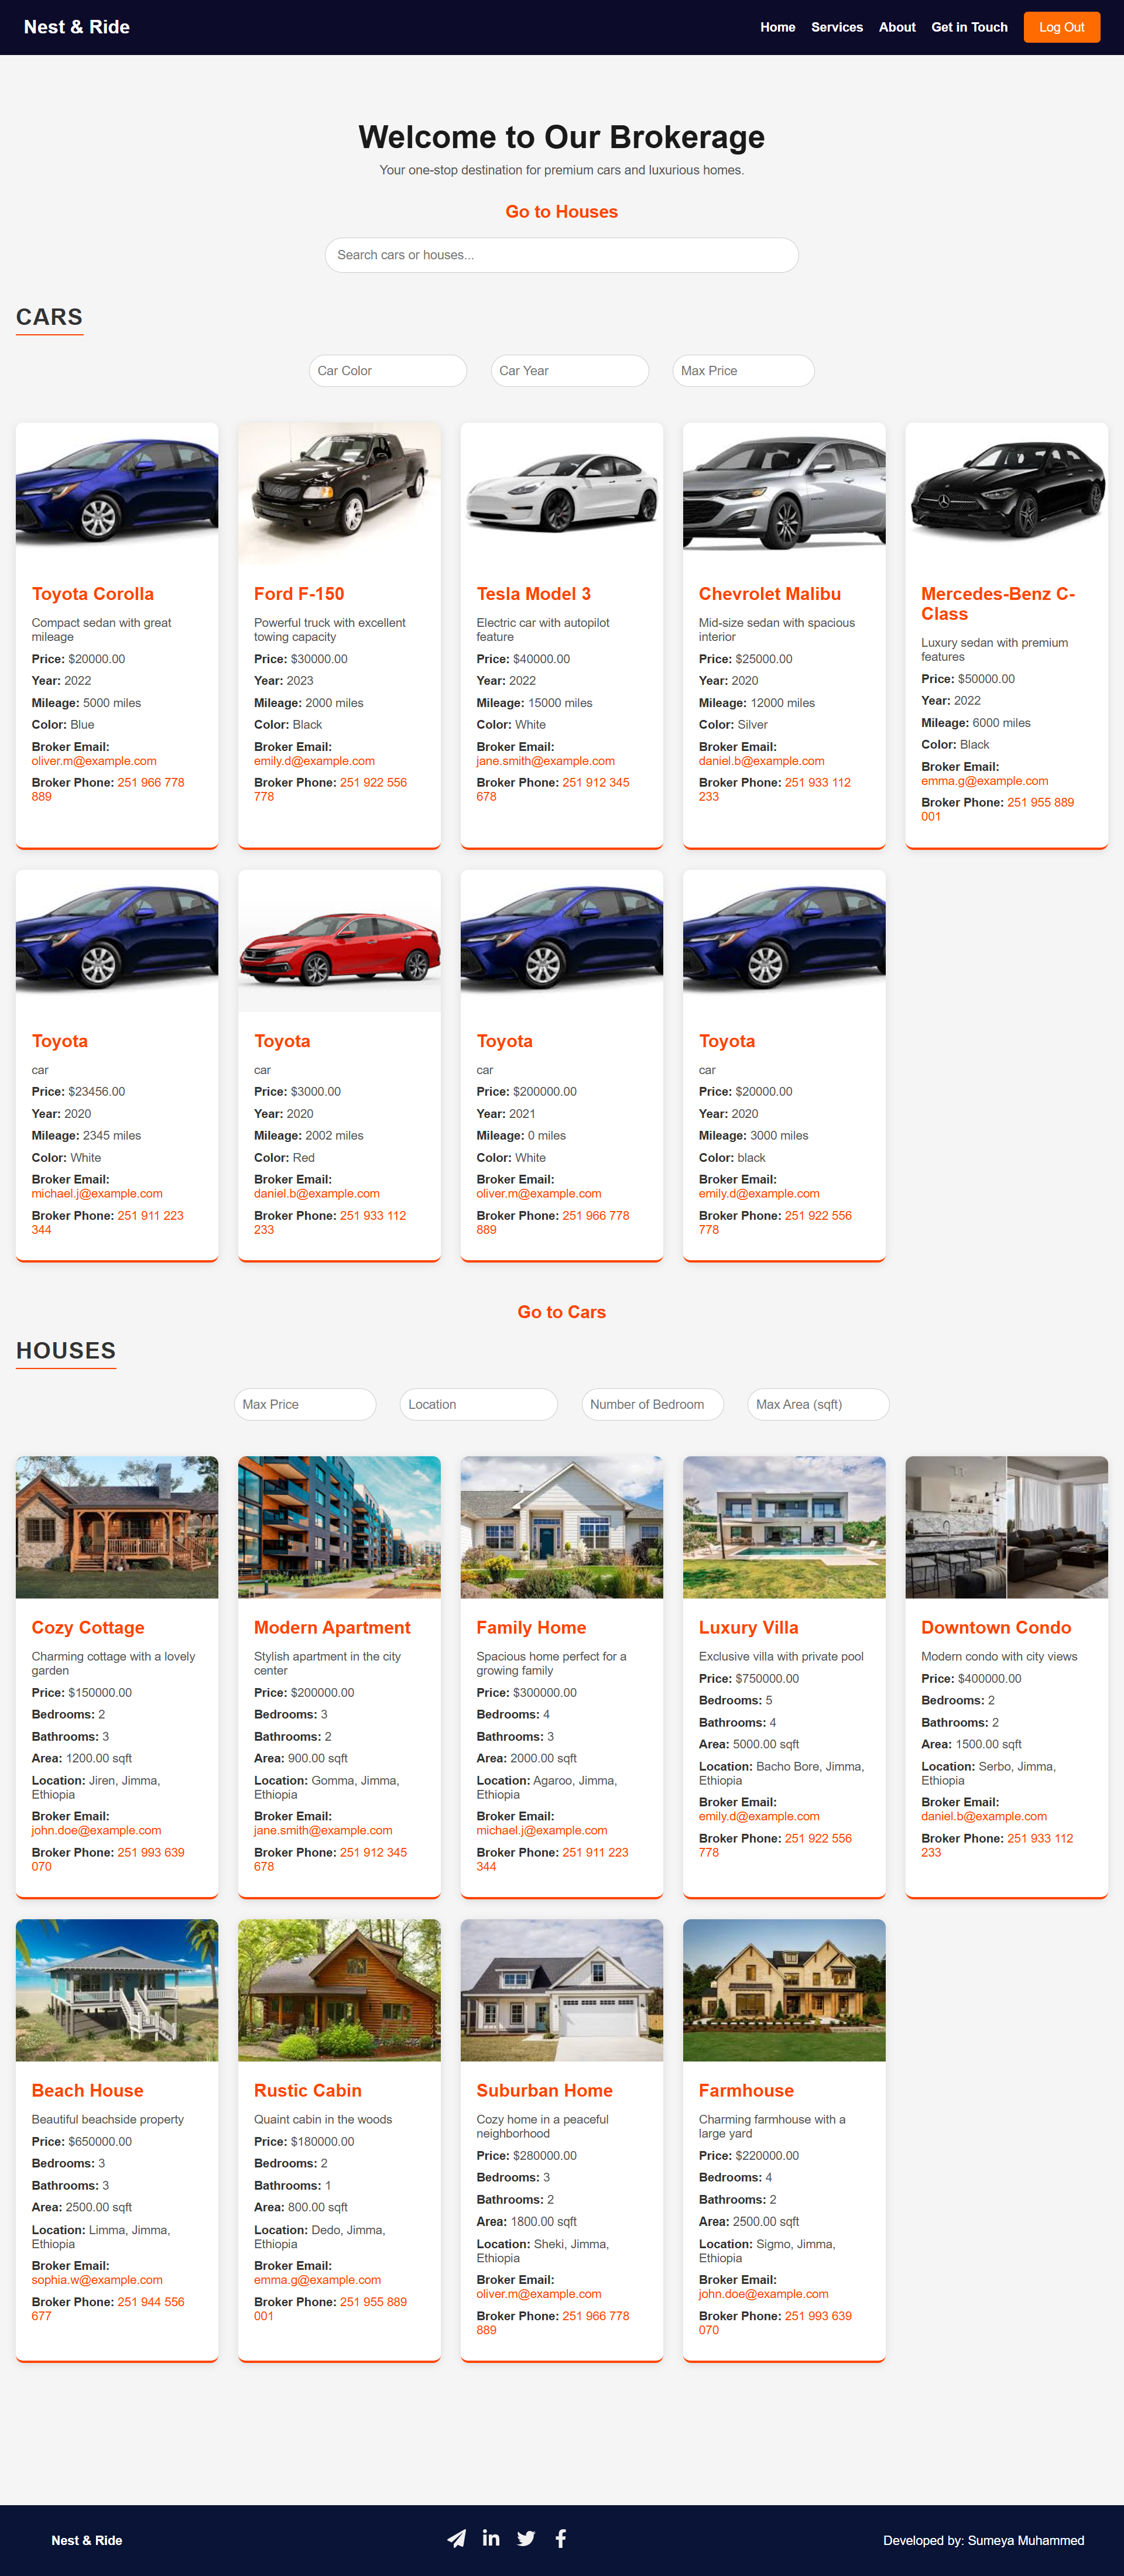 Nest & Ride
Home Services About Get in Touch Log Out
Welcome to Our Brokerage
Your one-stop destination for premium cars and luxurious homes.
Go to Houses
Search cars or houses...
CARS
Car Color
Car Year
Max Price
Toyota Corolla
Compact sedan with great
mileage
Price: $20000.00
Year: 2022
Mileage: 5000 miles
Color: Blue
Broker Email:
oliver.m@example.com
Broker Phone: 251 966 778
889
Ford F-150
Powerful truck with excellent
towing capacity
Price: $30000.00
Year: 2023
Mileage: 2000 miles
Color: Black
Broker Email:
emily.d@example.com
Broker Phone: 251 922 556
778
Tesla Model 3
Electric car with autopilot
feature
Price: $40000.00
Year: 2022
Mileage: 15000 miles
Color: White
Broker Email:
jane.smith@example.com
Broker Phone: 251 912 345
678
Chevrolet Malibu
Mid-size sedan with spacious
interior
Price: $25000.00
Year: 2020
Mileage: 12000 miles
Color: Silver
Broker Email:
daniel.b@example.com
Broker Phone: 251 933 112
233
Mercedes-Benz C-
Class
Luxury sedan with premium
features
Price: $50000.00
Year: 2022
Mileage: 6000 miles
Color: Black
Broker Email:
emma.g@example.com
Broker Phone: 251 955 889
001
Toyota
car
Price: $23456.00
Year: 2020
Mileage: 2345 miles
Color: White
Broker Email:
michael.j@example.com
Broker Phone: 251 911 223
344
Toyota
car
Price: $3000.00
Year: 2020
Mileage: 2002 miles
Color: Red
Broker Email:
daniel.b@example.com
Broker Phone: 251 933 112
233
Toyota
car
Price: $200000.00
Year: 2021
Mileage: 0 miles
Color: White
Broker Email:
oliver.m@example.com
Broker Phone: 251 966 778
889
Toyota
car
Price: $20000.00
Year: 2020
Mileage: 3000 miles
Color: black
Broker Email:
emily.d@example.com
Broker Phone: 251 922 556
778
Go to Cars
HOUSES
Max Price
Location
Number of Bedroom
Max Area (sqft)
Cozy Cottage
Charming cottage with a lovely
garden
Price: $150000.00
Bedrooms: 2
Bathrooms: 3
Area: 1200.00 sqft
Location: Jiren, Jimma,
Ethiopia
Broker Email:
john.doe@example.com
Broker Phone: 251 993 639
070
Modern Apartment
Stylish apartment in the city
center
Price: $200000.00
Bedrooms: 3
Bathrooms: 2
Area: 900.00 sqft
Location: Gomma, Jimma,
Ethiopia
Broker Email:
jane.smith@example.com
Broker Phone: 251 912 345
678
Family Home
Spacious home perfect for a
growing family
Price: $300000.00
Bedrooms: 4
Bathrooms: 3
Area: 2000.00 sqft
Location: Agaroo, Jimma,
Ethiopia
Broker Email:
michael.j@example.com
Broker Phone: 251 911 223
344
Luxury Villa
Exclusive villa with private pool
Price: $750000.00
Bedrooms: 5
Bathrooms: 4
Area: 5000.00 sqft
Location: Bacho Bore, Jimma,
Ethiopia
Broker Email:
emily.d@example.com
Broker Phone: 251 922 556
778
Downtown Condo
Modern condo with city views
Price: $400000.00
Bedrooms: 2
Bathrooms: 2
Area: 1500.00 sqft
Location: Serbo, Jimma,
Ethiopia
Broker Email:
daniel.b@example.com
Broker Phone: 251 933 112
233
Beach House
Beautiful beachside property
Price: $650000.00
Bedrooms: 3
Bathrooms: 3
Area: 2500.00 sqft
Location: Limma, Jimma,
Ethiopia
Broker Email:
sophia.w@example.com
Broker Phone: 251 944 556
677
Rustic Cabin
Quaint cabin in the woods
Price: $180000.00
Bedrooms: 2
Bathrooms: 1
Area: 800.00 sqft
Location: Dedo, Jimma,
Ethiopia
Broker Email:
emma.g@example.com
Broker Phone: 251 955 889
001
Suburban Home
Cozy home in a peaceful
neighborhood
Price: $280000.00
Bedrooms: 3
Bathrooms: 2
Area: 1800.00 sqft
Location: Sheki, Jimma,
Ethiopia
Broker Email:
oliver.m@example.com
Broker Phone: 251 966 778
889
Farmhouse
Charming farmhouse with a
large yard
Price: $220000.00
Bedrooms: 4
Bathrooms: 2
Area: 2500.00 sqft
Location: Sigmo, Jimma,
Ethiopia
Broker Email:
john.doe@example.com
Broker Phone: 251 993 639
070
Nest & Ride
Developed by: Sumeya Muhammed